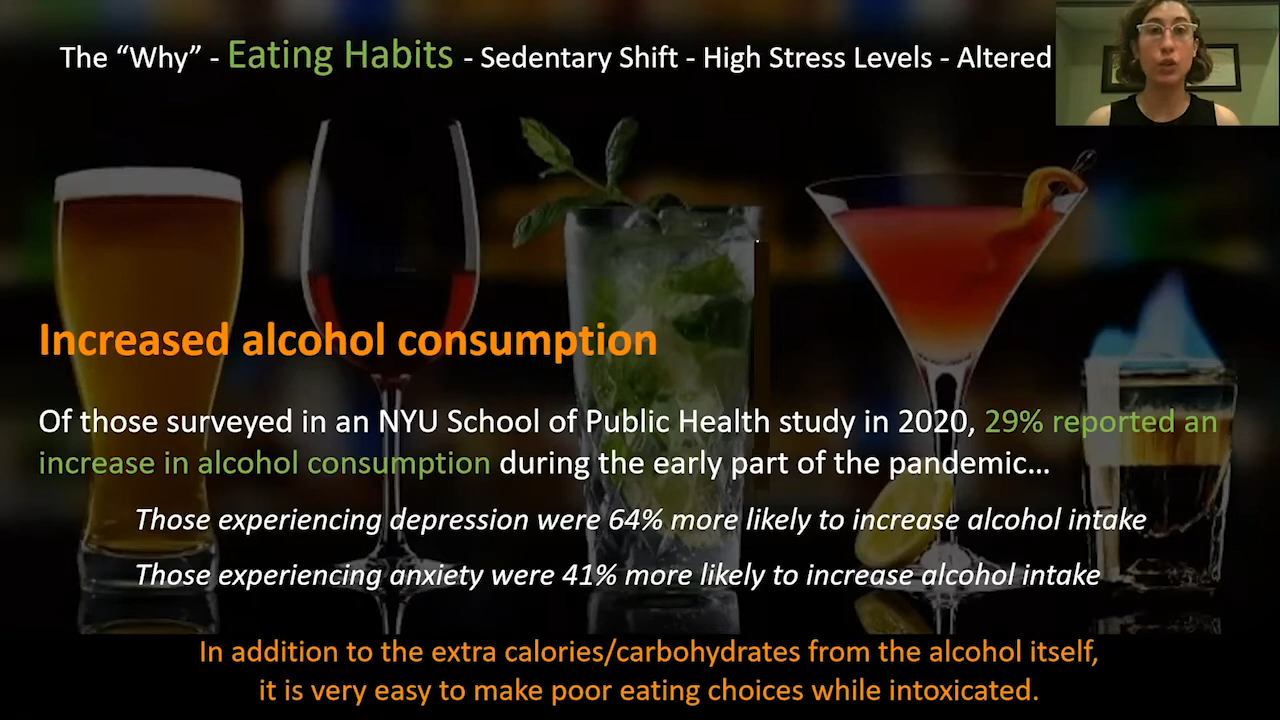 The “Why” - Eating Habits - Sedentary Shift - High Stress Levels - Altered
Increased alcohol consumption
Of those surveyed in an NYU School of Public Health study in 2020, 29% reported an
increase in alcohol consumption during the early part of the pandemic...
Those experiencing depression were 64% more likely to increase alcohol intake
Those experiencing anxiety were 41% more likely to increase alcohol intake
In addition to the extra calories/carbohydrates from the alcohol itself,
it is very easy to make poor eating choices while intoxicated.